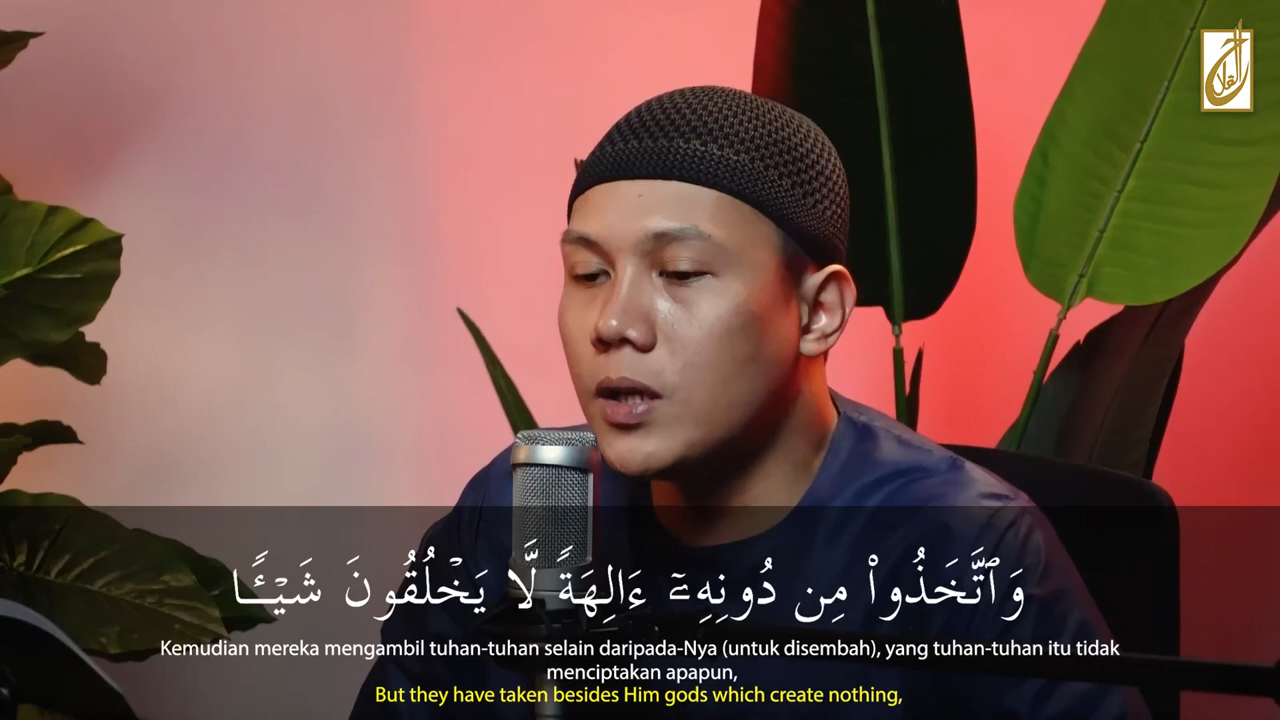 وَٱتَّخَذُوا۟ مِن دُونِهِۦٓ ءَالِهَةً لَّا يَخْلُقُونَ شَيْـًٔا
Kemudian mereka mengambil tuhan-tuhan selain daripada-Nya (untuk disembah), yang tuhan-tuhan itu tidak
menciptakan apapun,
But they have taken besides Him gods which create nothing,